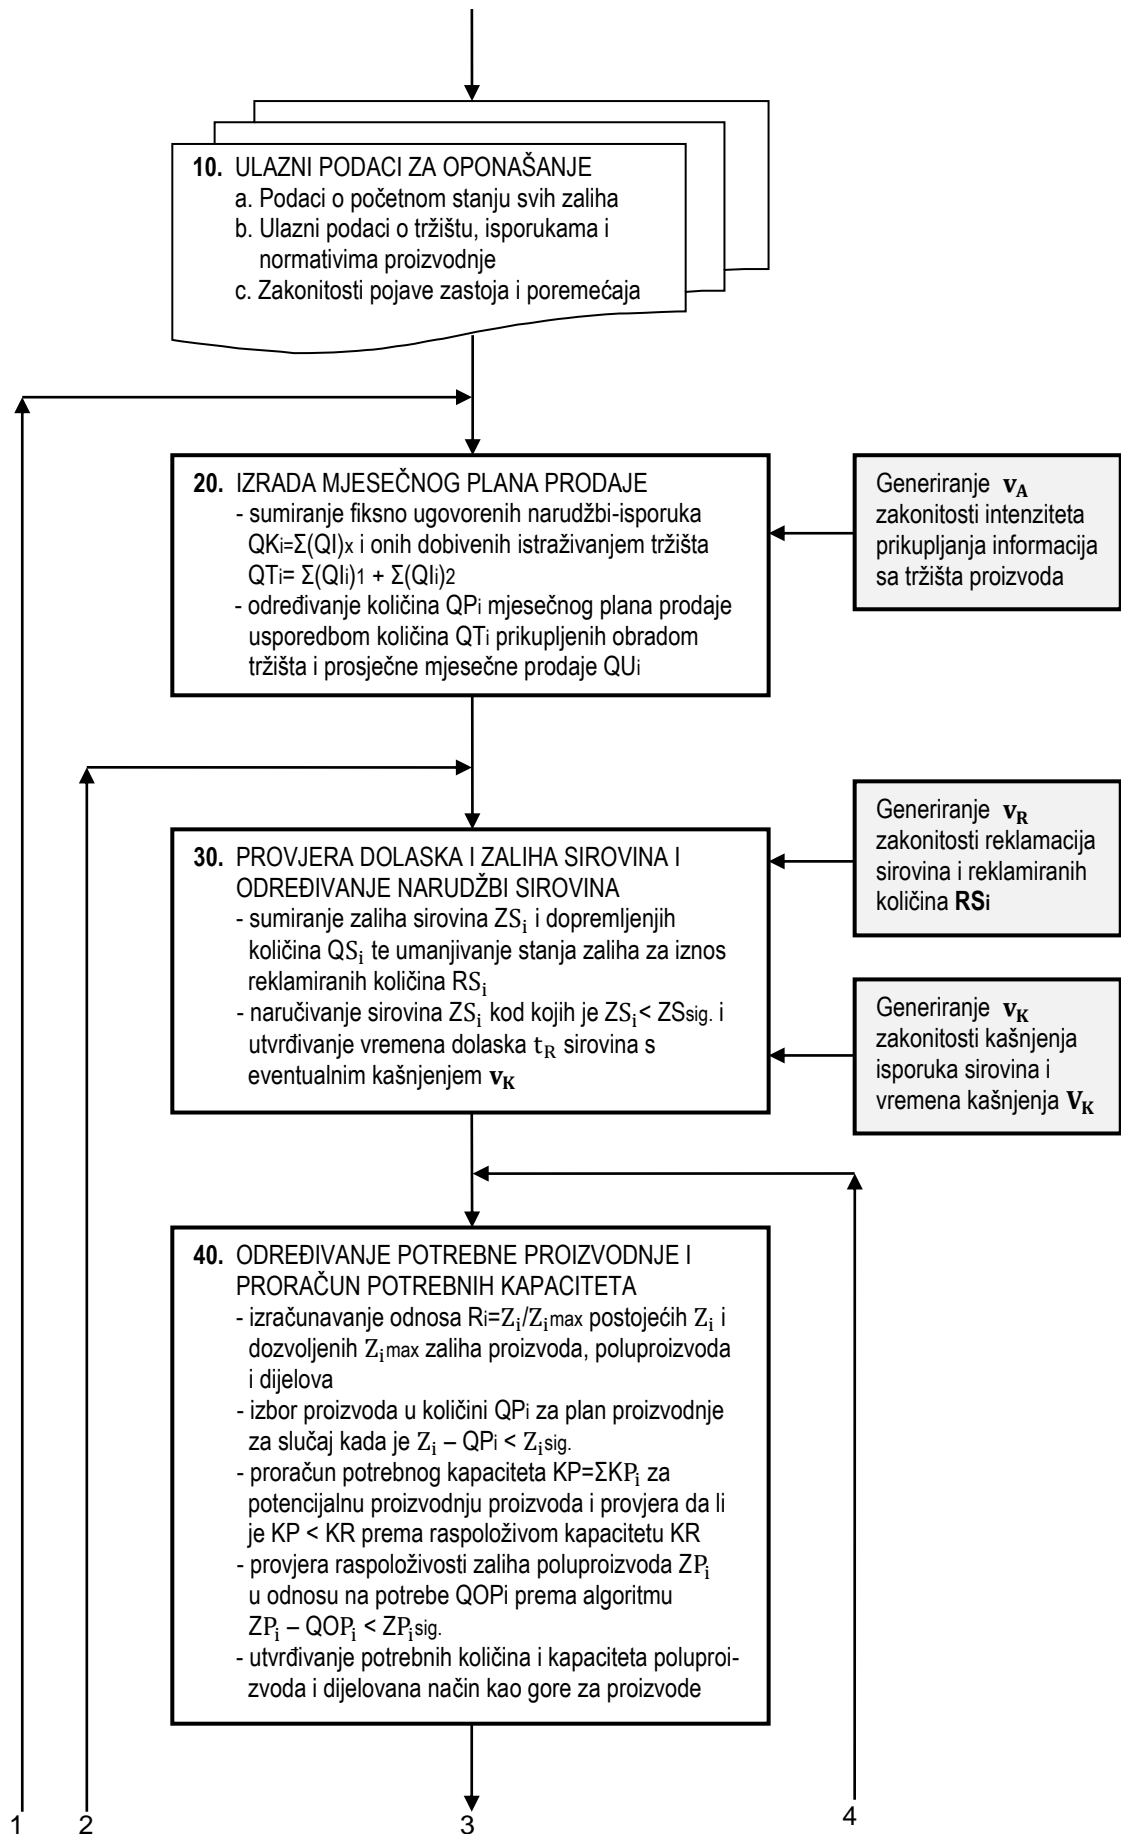 10. ULAZNI PODACI ZA OPONAŠANJE
a. Podaci o početnom stanju svih zaliha
b. Ulazni podaci o tržištu, isporukama i
normativima proizvodnje
c. Zakonitosti pojave zastoja i poremećaja
20. IZRADA MJESEČNOG PLANA PRODAJE
- sumiranje fiksno ugovorenih narudžbi-isporuka
QKi=Σ(QI)x i onih dobivenih istraživanjem tržišta
QTi= Σ(QIi)1 + Σ(QIi)2
- određivanje količina QPi mjesečnog plana prodaje
usporedbom količina QTi prikupljenih obradom
tržišta i prosječne mjesečne prodaje QUi
Generiranje vA
zakonitosti intenziteta
prikupljanja informacija
sa tržišta proizvoda
30. PROVJERA DOLASKA I ZALIHA SIROVINA I
ODREĐIVANJE NARUDŽBI SIROVINA
- sumiranje zaliha sirovina ZSi i dopremljenjih
količina QSi te umanjivanje stanja zaliha za iznos
reklamiranih količina RSi
- naručivanje sirovina ZSi kod kojih je ZSi< ZSsig. i
utvrđivanje vremena dolaska tR sirovina s
eventualnim kašnjenjem vK
Generiranje vR
zakonitosti reklamacija
sirovina i reklamiranih
količina RSi
Generiranje vK
zakonitosti kašnjenja
isporuka sirovina i
vremena kašnjenja VK
40. ODREĐIVANJE POTREBNE PROIZVODNJE I
PRORAČUN POTREBNIH KAPACITETA
- izračunavanje odnosa Ri=Zi/Zimax postojećih Zi i
dozvoljenih Zimax zaliha proizvoda, poluproizvoda
i dijelova
- izbor proizvoda u količini QPi za plan proizvodnje
za slučaj kada je Zi – QPi < Zisig.
- proračun potrebnog kapaciteta KP=ΣKPi za
potencijalnu proizvodnju proizvoda i provjera da li
je KP < KR prema raspoloživom kapacitetu KR
- provjera raspoloživosti zaliha poluproizvoda ZPi
u odnosu na potrebe QOPi prema algoritmu
ZPi – QOPi < ZPisig.
- utvrđivanje potrebnih količina i kapaciteta poluproi-
zvoda i dijelovana način kao gore za proizvode
1
2
3
4